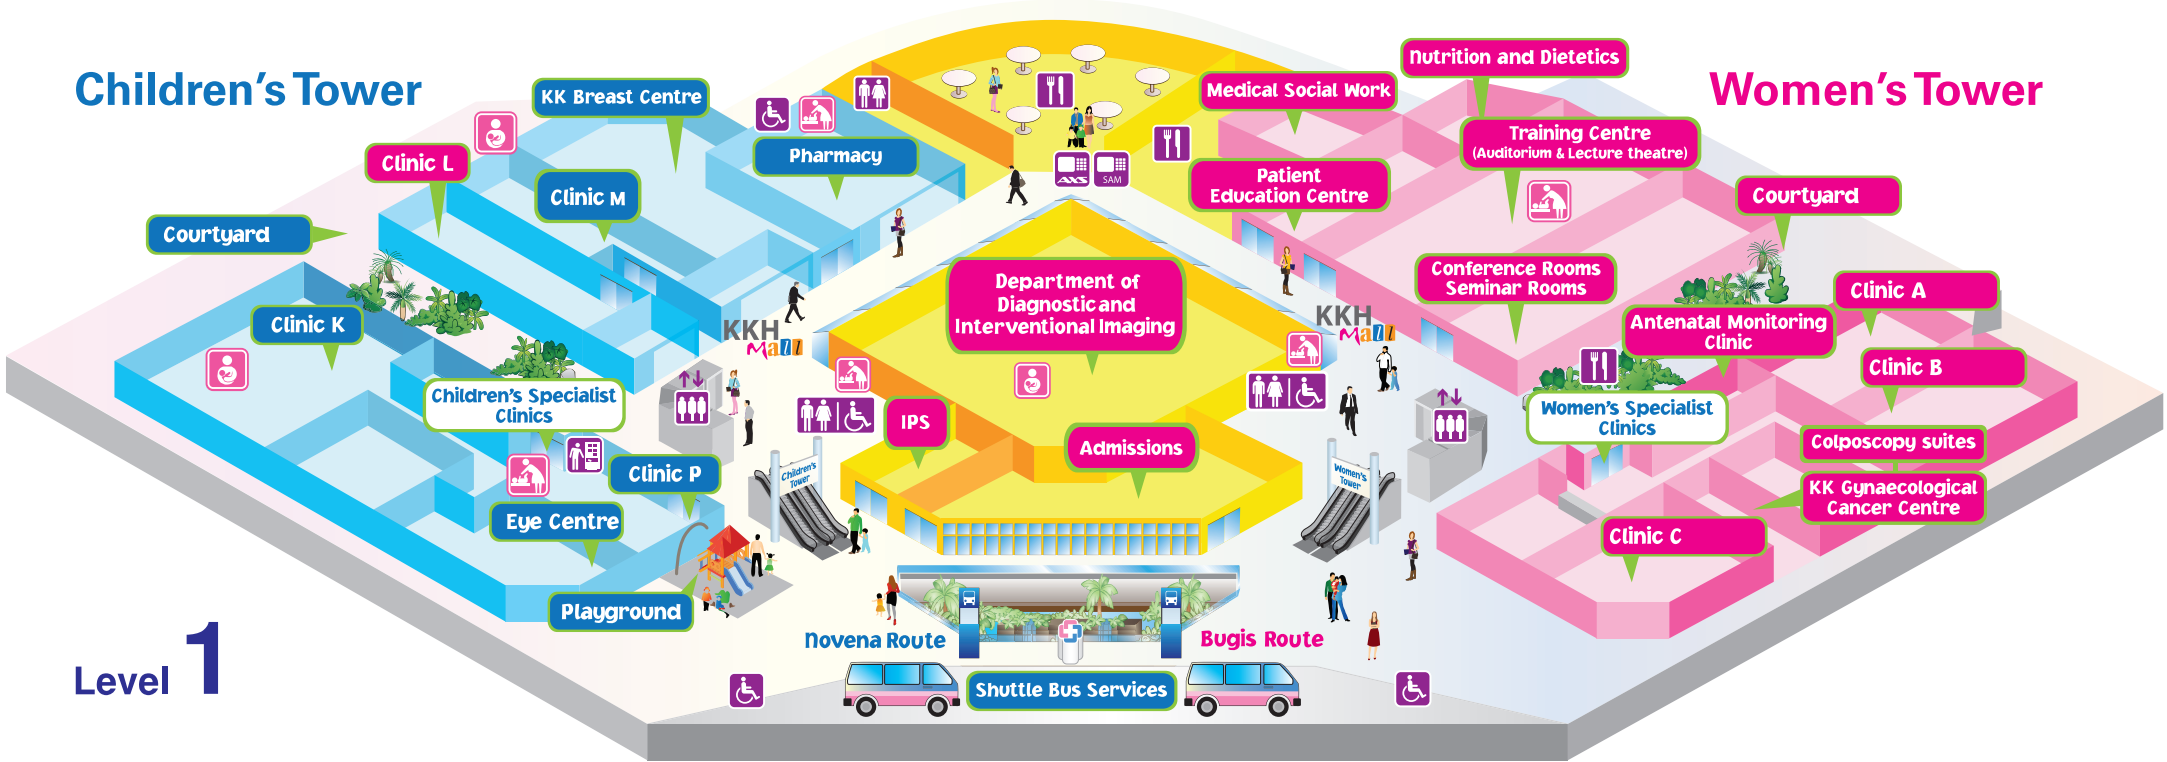 Children's Tower
Women's Tower
Nutrition and Dietetics
KK Breast Centre
Medical Social Work
Training Centre
(Auditorium & Lecture theatre)
Clinic L
Pharmacy
AXS
SAM
Patient
Education Centre
Clinic M
Courtyard
Courtyard
Conference Rooms
Seminar Rooms
Department of
Diagnostic and
Interventional Imaging
Clinic A
Clinic K
KKH
Mall
KKH
Mall
Antenatal Monitoring
Clinic
Clinic B
Children's Specialist
Clinics
IPS
Women's Specialist
Clinics
Admissions
Colposcopy suites
Clinic P
Children's
Tower
Women's
Tower
KK Gynaecological
Cancer Centre
Eye Centre
Clinic C
Playground
Novena Route
Bugis Route
Level 1
Shuttle Bus Services